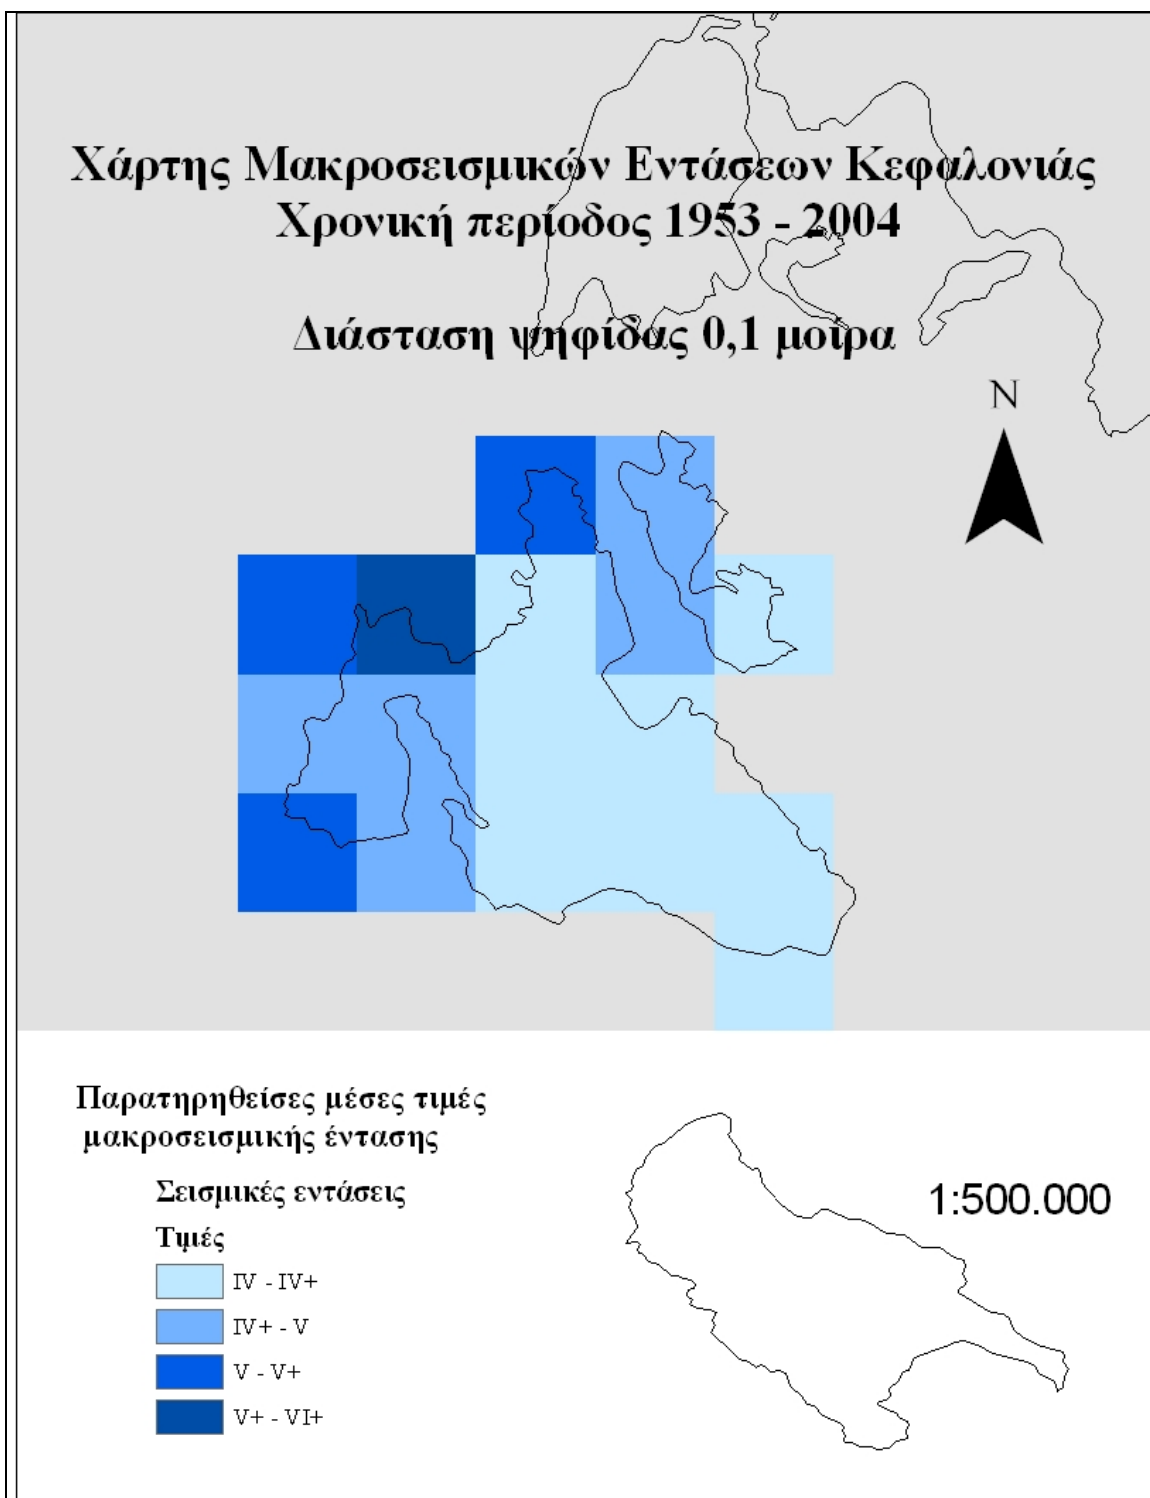 Χάρτης Μακροσεισμικών Εντάσεων Κεφαλονιάς
Χρονική περίοδος 1953 - 2004
Διάσταση ψηφίδας 0,1 μοίρα
N
Παρατηρηθείσες μέσες τιμές
μακροσεισμικής έντασης
Σεισμικές εντάσεις
Τιμές
IV - IV+
IV+ - V
V - V+
V+ - VI+
1:500.000